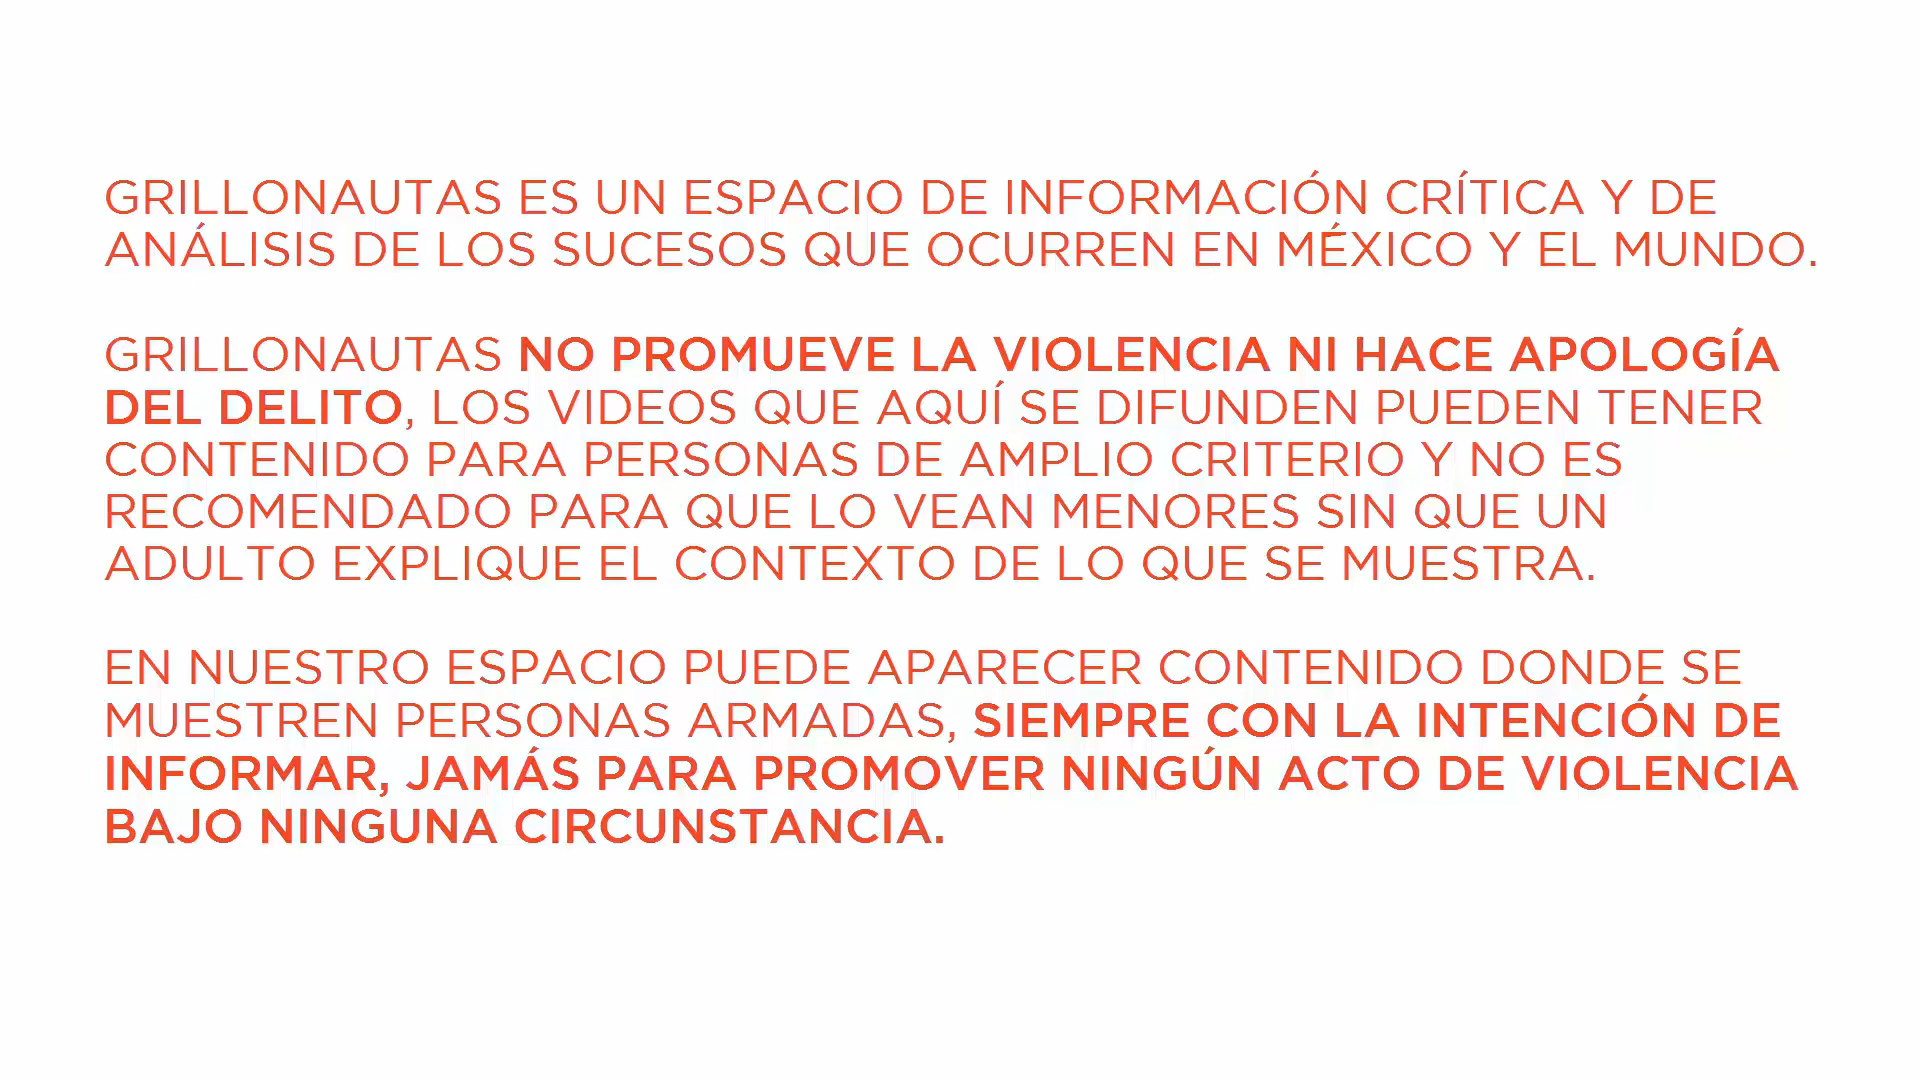 GRILLONAUTAS ES UN ESPACIO DE INFORMACIÓN CRÍTICA Y DE
ANÁLISIS DE LOS SUCESOS QUE OCURREN EN MÉXICO Y EL MUNDO.
GRILLONAUTAS NO PROMUEVE LA VIOLENCIA NI HACE APOLOGÍA
DEL DELITO, LOS VIDEOS QUE AQUÍ SE DIFUNDEN PUEDEN TENER
CONTENIDO PARA PERSONAS DE AMPLIO CRITERIO Y NO ES
RECOMENDADO PARA QUE LO VEAN MENORES SIN QUE UN
ADULTO EXPLIQUE EL CONTEXTO DE LO QUE SE MUESTRA.
EN NUESTRO ESPACIO PUEDE APARECER CONTENIDO DONDE SE
MUESTREN PERSONAS ARMADAS, SIEMPRE CON LA INTENCIÓN DE
INFORMAR, JAMÁS PARA PROMOVER NINGÚN ACTO DE VIOLENCIA
BAJO NINGUNA CIRCUNSTANCIA.